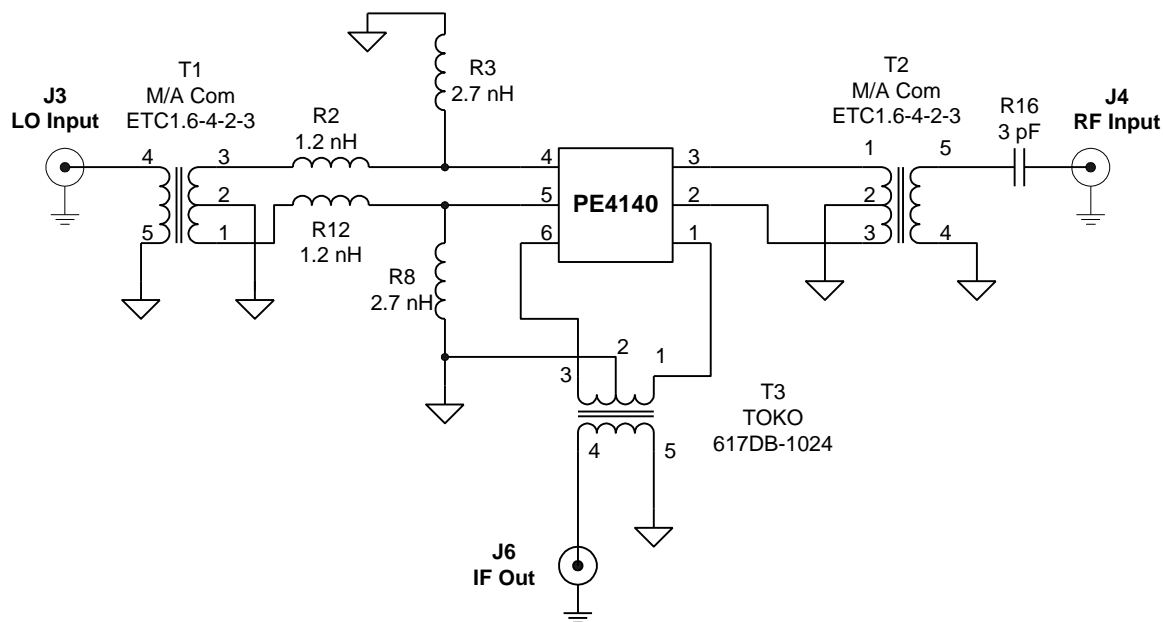 T1
M/A Com
ETC1.6-4-2-3
J3
LO Input
R2
1.2 nH
R3
2.7 nH
T2
M/A Com
ETC1.6-4-2-3
R16
3 pF
J4
RF Input
4
3
2
5
1
R12
1.2 nH
4
5
6
PE4140
3
2
1
1
2
3
5
4
R8
2.7 nH
3
2
1
T3
TOKO
617DB-1024
4
5
J6
IF Out